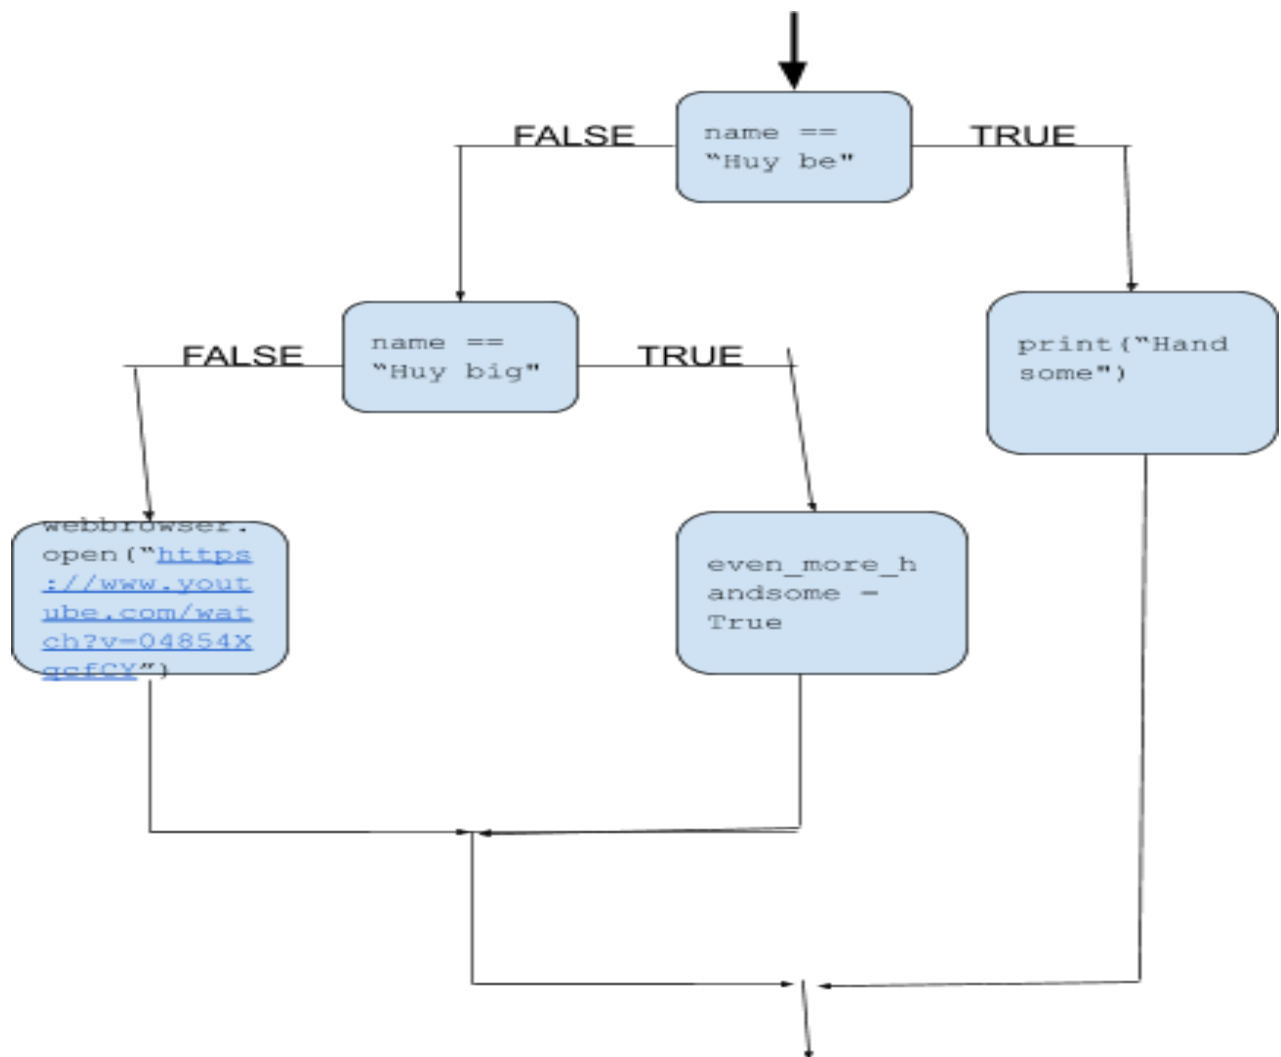 FALSE
name ==
“Huy be"
TRUE
FALSE
name ==
“Huy big"
TRUE
print(“Hand
some")
webbrowser.
open(“https
://www.yout
ube.com/wat
ch?v=04854X
qcfCY”)
even_more_h
andsome =
True